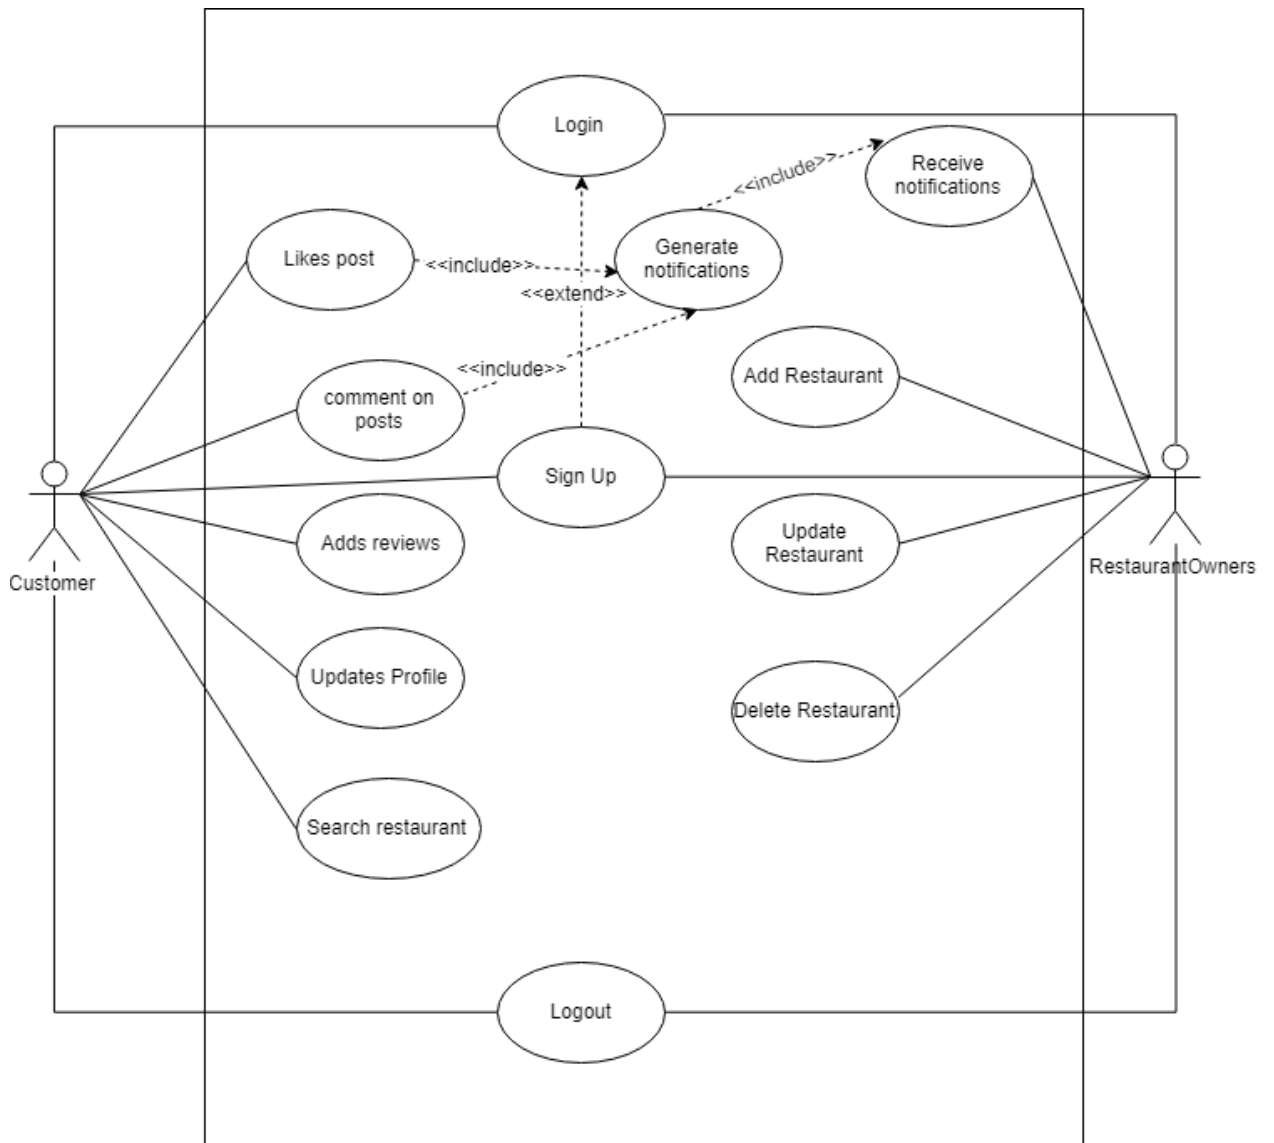 Login
Receive
notifications
<<include>>
Likes post
Generate
notifications
<<include>>
<<extend>>
<<include>>
Add Restaurant
comment on
posts
Sign Up
Adds reviews
Update
Restaurant
Customer
RestaurantOwners
Updates Profile
Delete Restaurant
Search restaurant
Logout